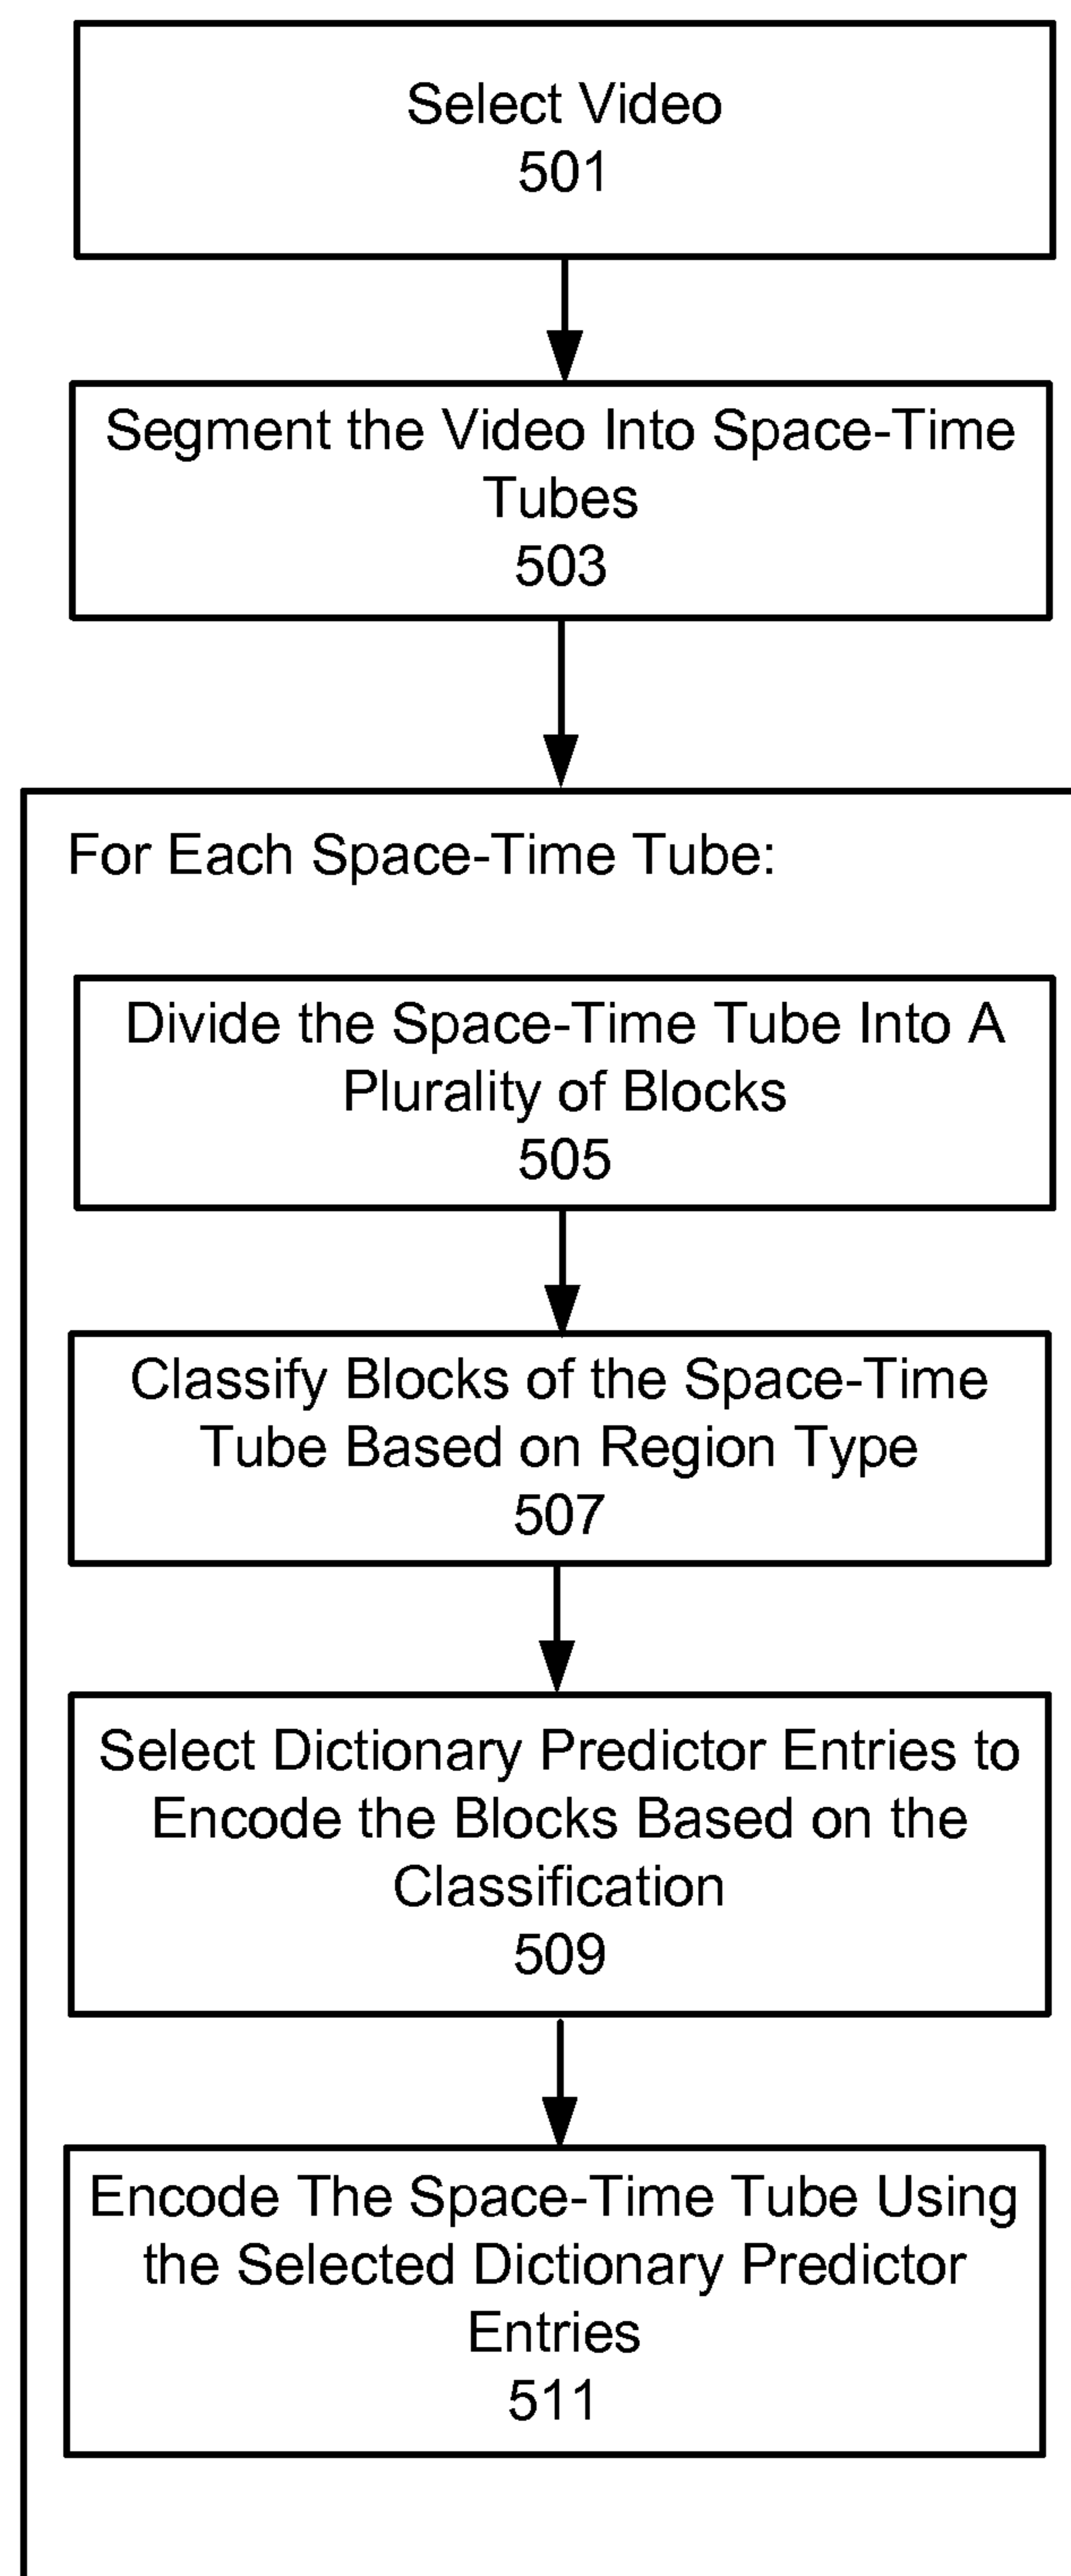 Select Video
501
Segment the Video Into Space-Time
Tubes
503
For Each Space-Time Tube:
Divide the Space-Time Tube Into A
Plurality of Blocks
505
Classify Blocks of the Space-Time
Tube Based on Region Type
507
Select Dictionary Predictor Entries to
Encode the Blocks Based on the
Classification
509
Encode The Space-Time Tube Using
the Selected Dictionary Predictor
Entries
511